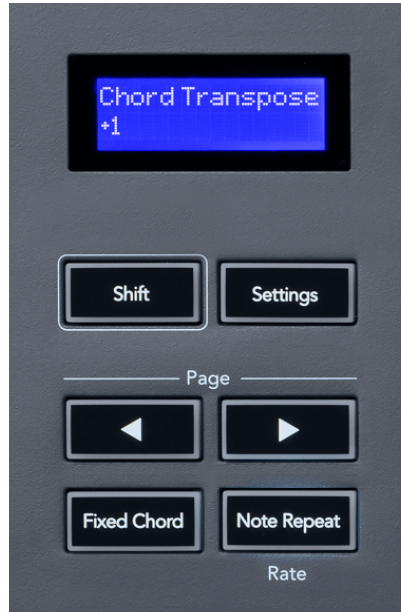 Chord Transpose
+1
Shift
Settings
Page
Fixed Chord
Note Repeat
Rate